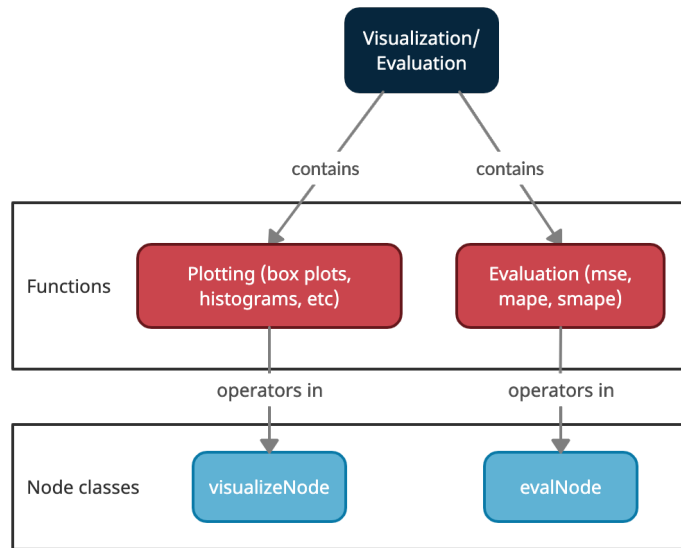 Visualization/
Evaluation
contains
contains
Functions
Plotting (box plots,
histograms, etc)
Evaluation (mse,
mape, smape)
operators in
operators in
Node classes
visualizeNode
evalNode